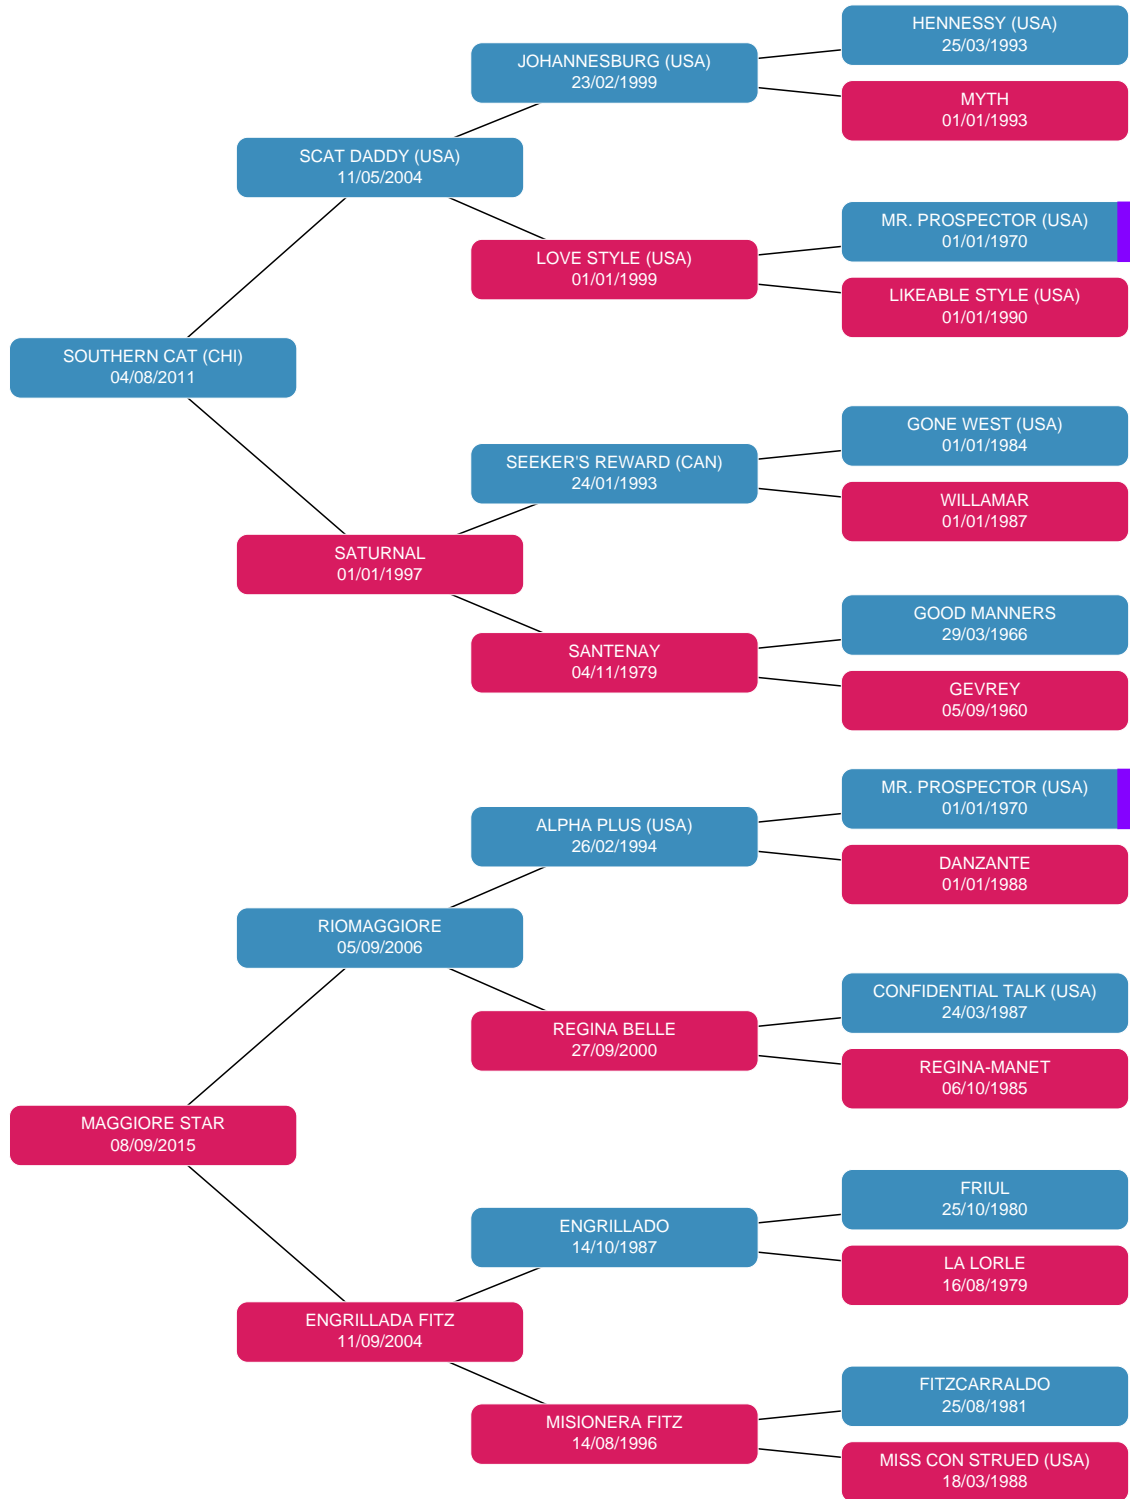 HENNESSY (USA)
25/03/1993
JOHANNESBURG (USA)
23/02/1999
MYTH
01/01/1993
SCAT DADDY (USA)
11/05/2004
MR. PROSPECTOR (USA)
01/01/1970
LOVE STYLE (USA)
01/01/1999
LIKEABLE STYLE (USA)
01/01/1990
SOUTHERN CAT (CHI)
04/08/2011
GONE WEST (USA)
01/01/1984
SEEKER'S REWARD (CAN)
24/01/1993
WILLAMAR
01/01/1987
SATURNAL
01/01/1997
GOOD MANNERS
29/03/1966
SANTENAY
04/11/1979
GEVREY
05/09/1960
MR. PROSPECTOR (USA)
01/01/1970
ALPHA PLUS (USA)
26/02/1994
DANZANTE
01/01/1988
RIOMAGGIORE
05/09/2006
CONFIDENTIAL TALK (USA)
24/03/1987
REGINA BELLE
27/09/2000
REGINA-MANET
06/10/1985
MAGGIORE STAR
08/09/2015
FRIUL
25/10/1980
ENGRILLADO
14/10/1987
LA LORLE
16/08/1979
ENGRILLADA FITZ
11/09/2004
FITZCARRALDO
25/08/1981
MISIONERA FITZ
14/08/1996
MISS CON STRUED (USA)
18/03/1988